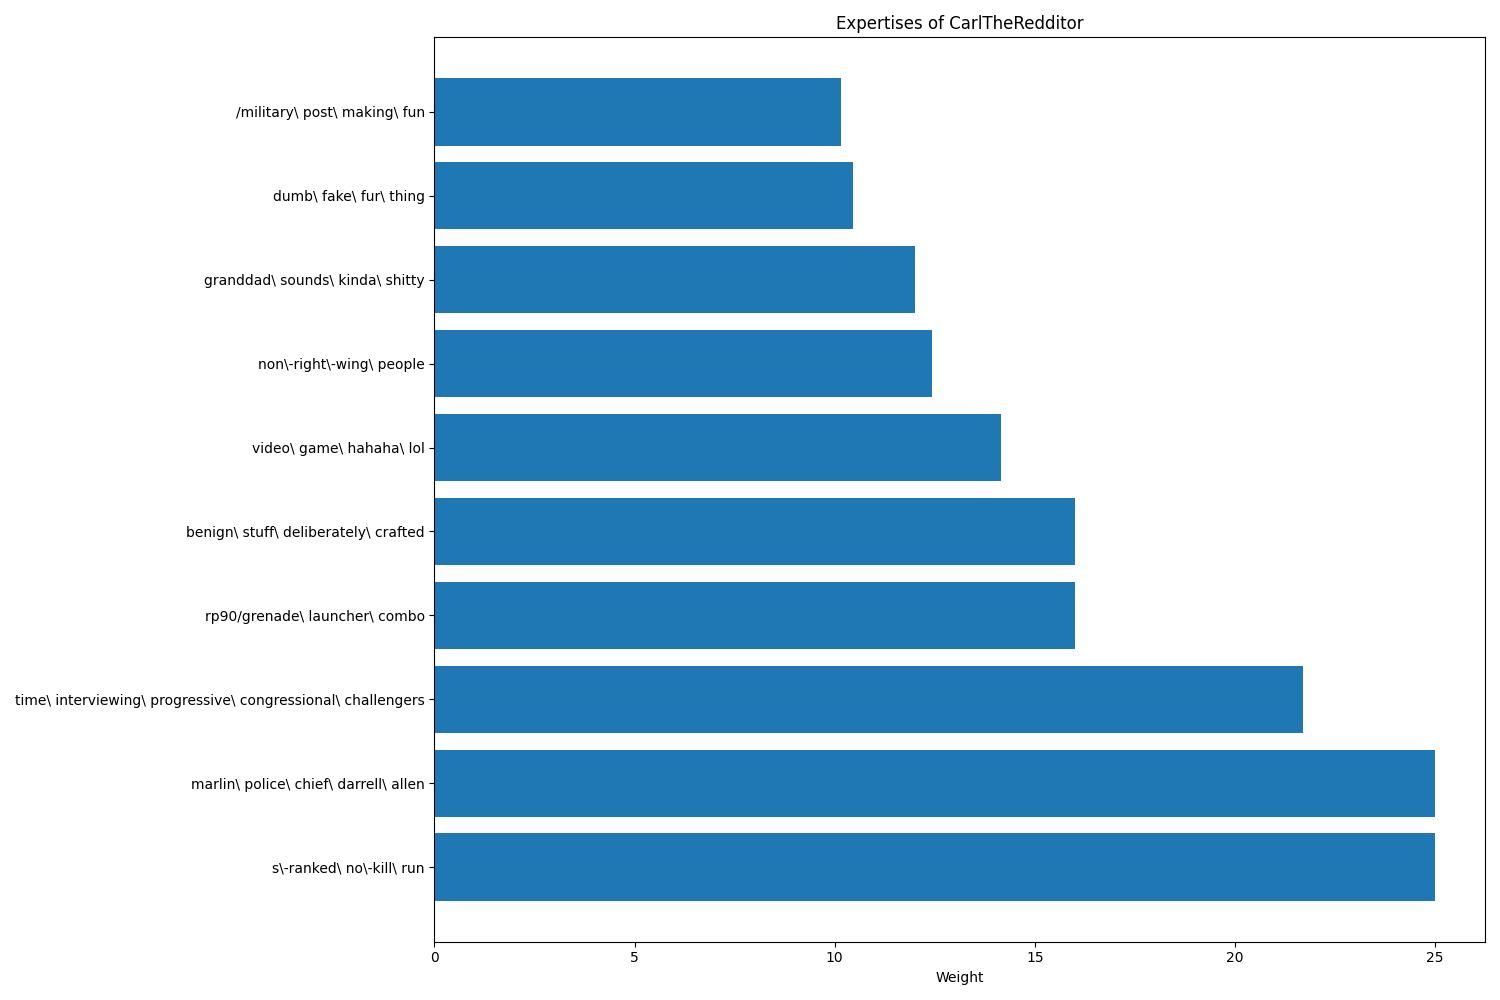 Expertises of CarlTheRedditor
/military\ post\ making\ fun
dumb\ fake\ fur\ thing
granddad\ sounds\ kinda\ shitty
non\-right\-wing\ people
video\ game\ hahaha\ lol
benign\ stuff\ deliberately\ crafted
rp90/grenade\ launcher\ combo
time\ interviewing\ progressive\ congressional\ challengers
marlin\ police\ chief\ darrell\ allen
s\-ranked\ no\-kill\ run
0 5 10 15 20 25
Weight